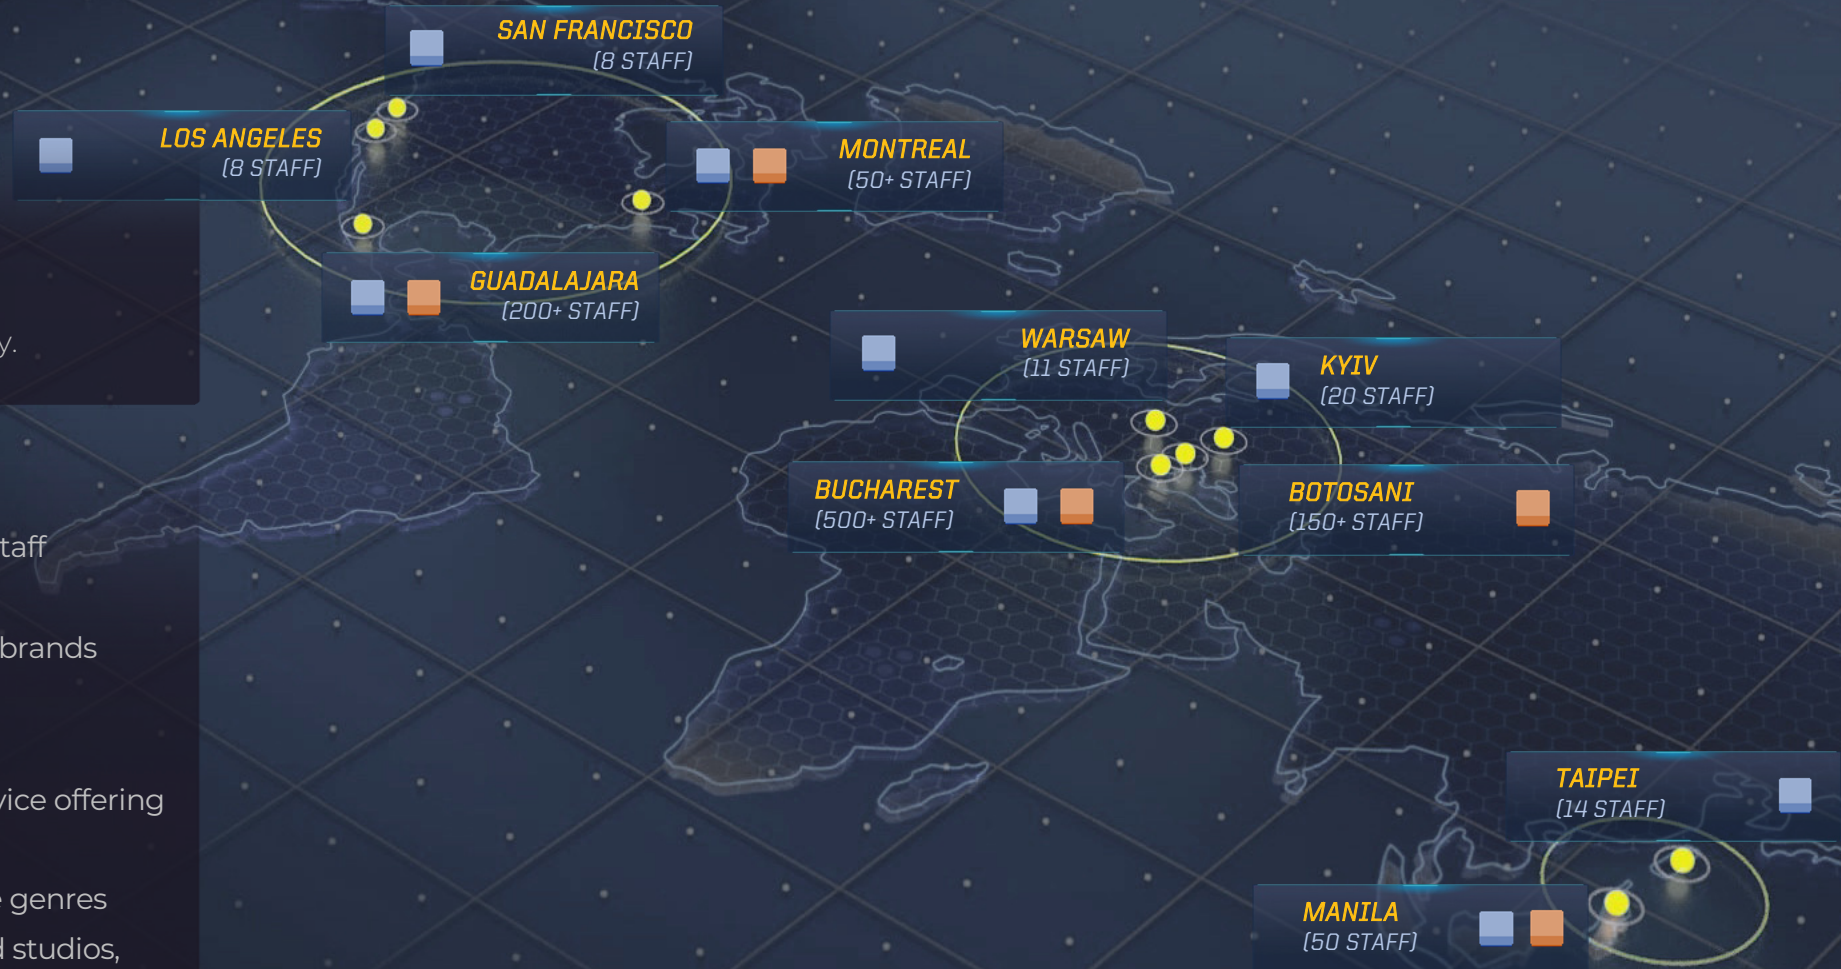 SAN FRANCISCO
(8 STAFF)
LOS ANGELES
(8 STAFF)
MONTREAL
(50+ STAFF)
GUADALAJARA
(200+ STAFF)
y.
WARSAW
(11 STAFF)
KYIV
(20 STAFF)
BUCHAREST
(500+ STAFF)
BOTOSANI
(150+ STAFF)
taff
brands
vice offering
genres
d studios,
TAIPEI
(14 STAFF)
MANILA
(50 STAFF)